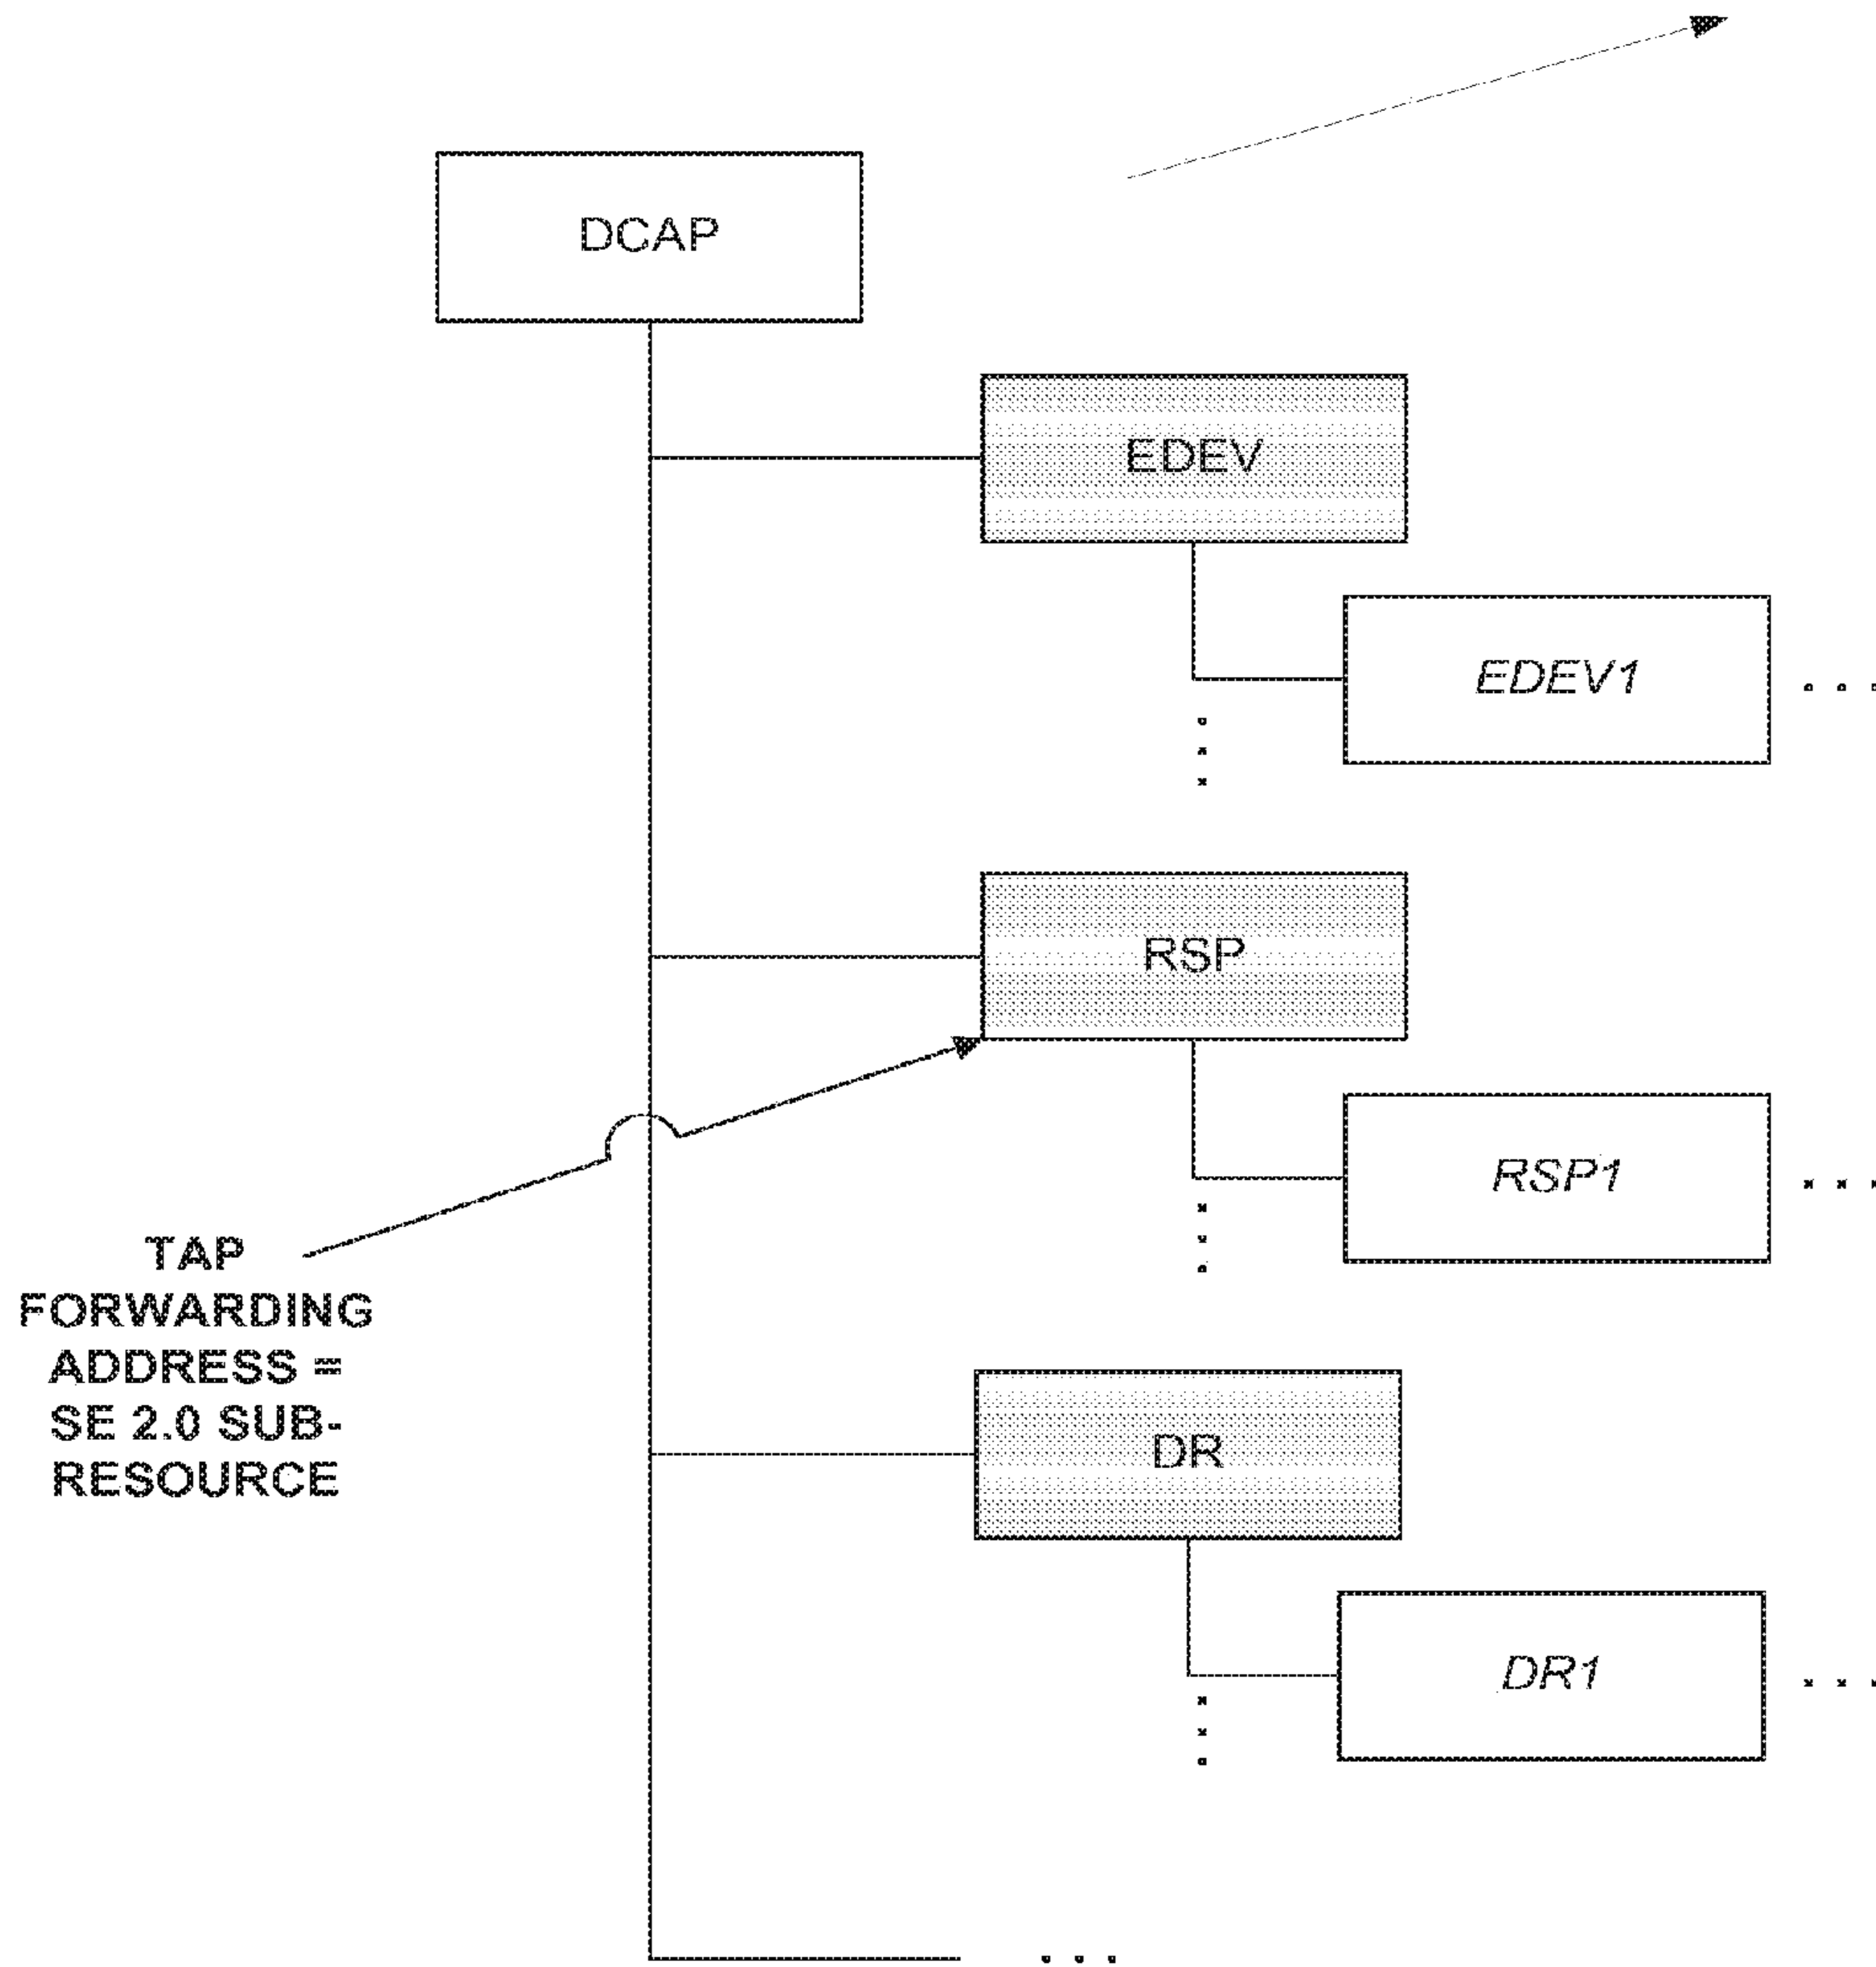 DCAP
EDEV
EDEV1
RSP
RSP1
TAP
FORWARDING
ADDRESS =
SE 2.0 SUB-
RESOURCE
DR
DR1